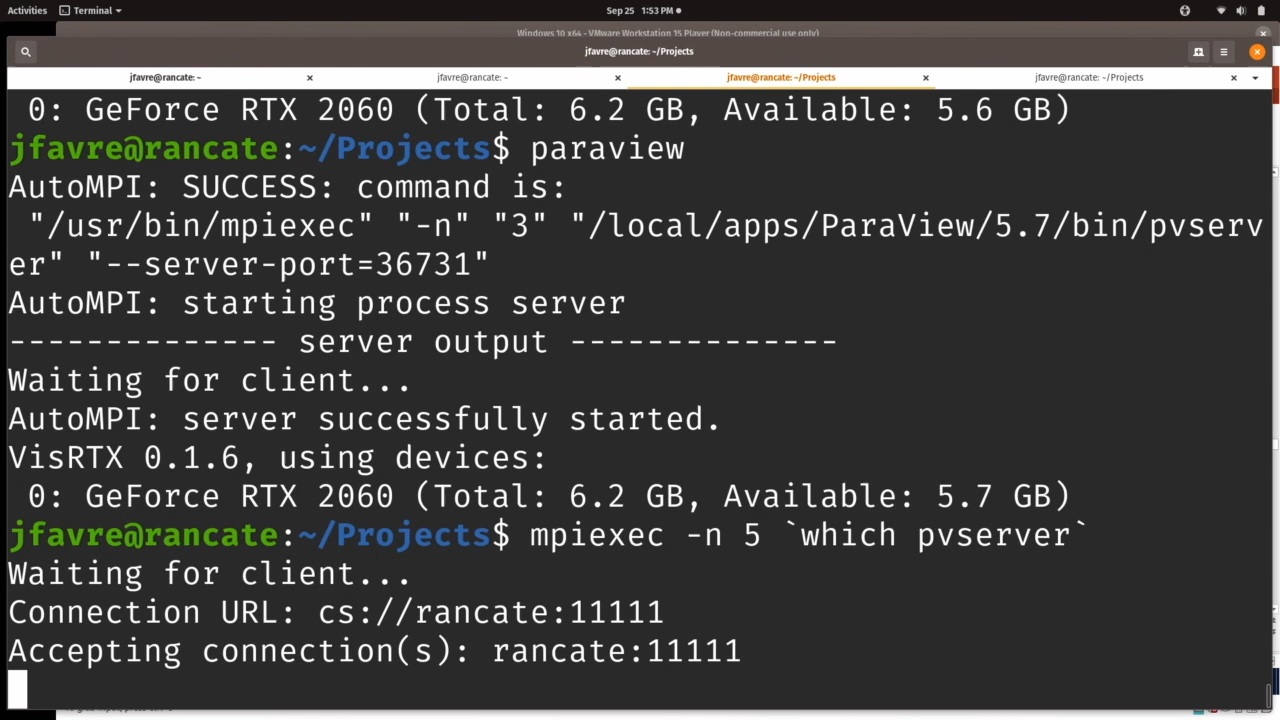 Activities
Terminal
Sep 25 1:53 PM
Windows 10 x64 - VMware Workstation 15 Player (Non-commercial use only)
jfavre@rancate: ~/Projects
jfavre@rancate: ~
jfavre@rancate: ~
jfavre@rancate: ~/Projects
jfavre@rancate: ~/Projects
0: GeForce RTX 2060 (Total: 6.2 GB, Available: 5.6 GB)
jfavre@rancate:~/Projects$ paraview
AutoMPI: SUCCESS: command is:
"/usr/bin/mpiexec" "-n" "3" "/local/apps/ParaView/5.7/bin/pvserv
er" "--server-port=36731"
AutoMPI: starting process server
-------------- server output --------------
Waiting for client...
AutoMPI: server successfully started.
VisRTX 0.1.6, using devices:
0: GeForce RTX 2060 (Total: 6.2 GB, Available: 5.7 GB)
jfavre@rancate:~/Projects$ mpiexec -n 5 `which pvserver`
Waiting for client...
Connection URL: cs://rancate:11111
Accepting connection(s): rancate:11111